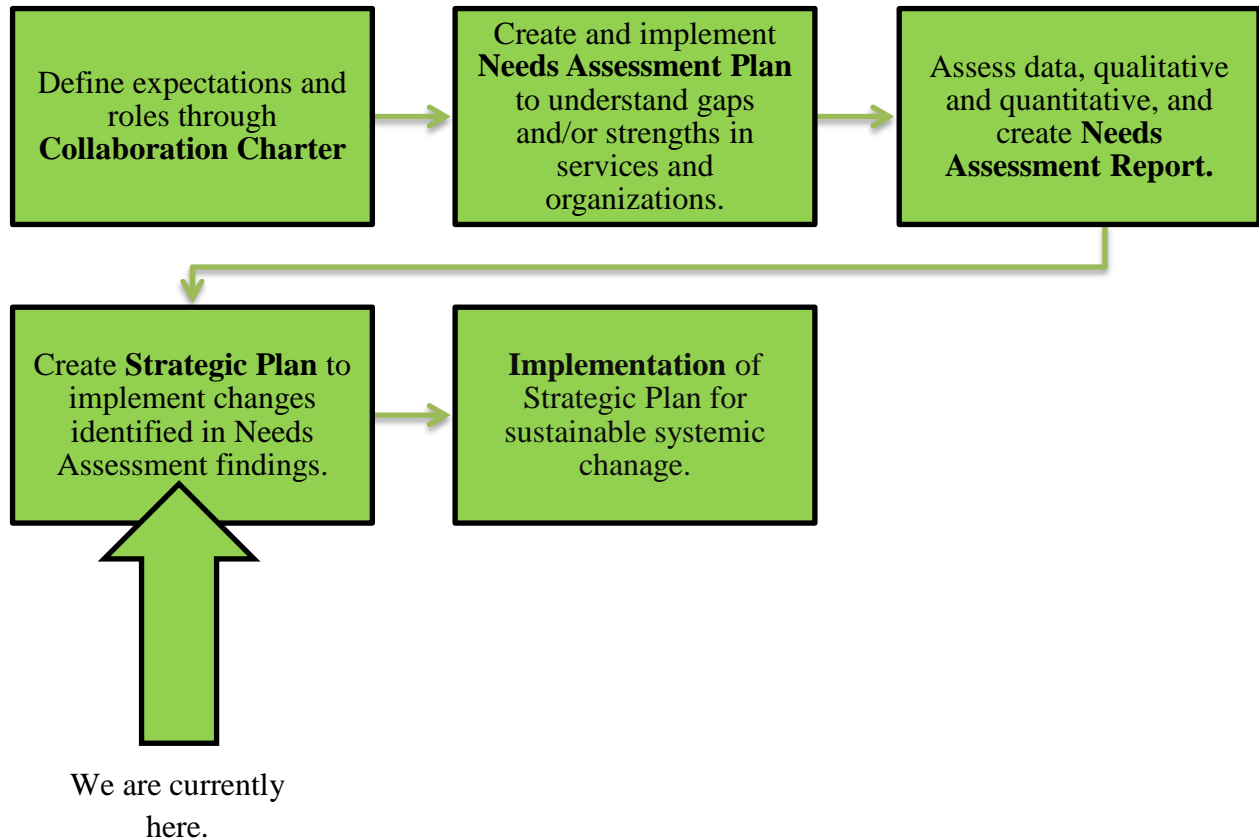 Define expectations and
roles through
Collaboration Charter
Create and implement
Needs Assessment Plan
to understand gaps
and/or strengths in
services and
organizations.
Assess data, qualitative
and quantitative, and
create Needs
Assessment Report.
Create Strategic Plan to
implement changes
identified in Needs
Assessment findings.
Implementation of
Strategic Plan for
sustainable systemic
chanage.
We are currently
here.